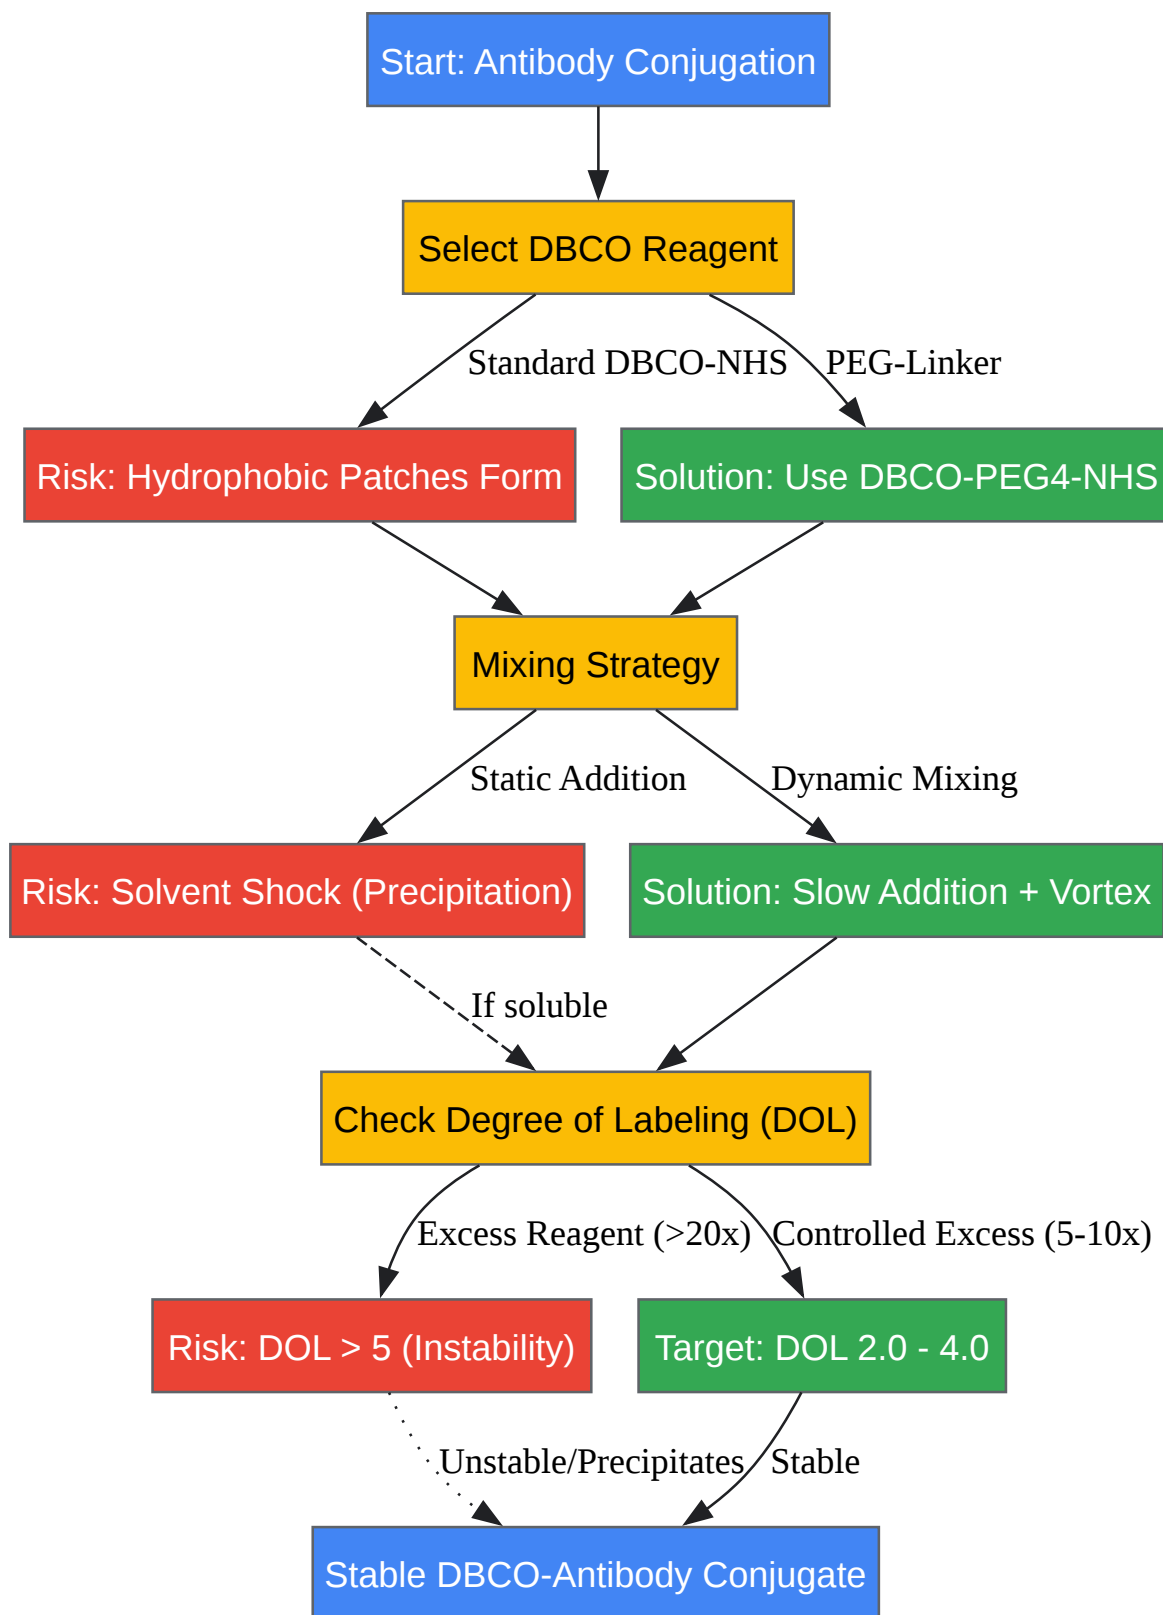 Start: Antibody Conjugation
Select DBCO Reagent
Standard DBCO-NHS
PEG-Linker
Risk: Hydrophobic Patches Form
Solution: Use DBCO-PEG4-NHS
Mixing Strategy
Static Addition
Dynamic Mixing
Risk: Solvent Shock (Precipitation)
Solution: Slow Addition + Vortex
If soluble
Check Degree of Labeling (DOL)
Excess Reagent (>20x)
Controlled Excess (5-10x)
Risk: DOL > 5 (Instability)
Target: DOL 2.0 - 4.0
Unstable/Precipitates
Stable
Stable DBCO-Antibody Conjugate